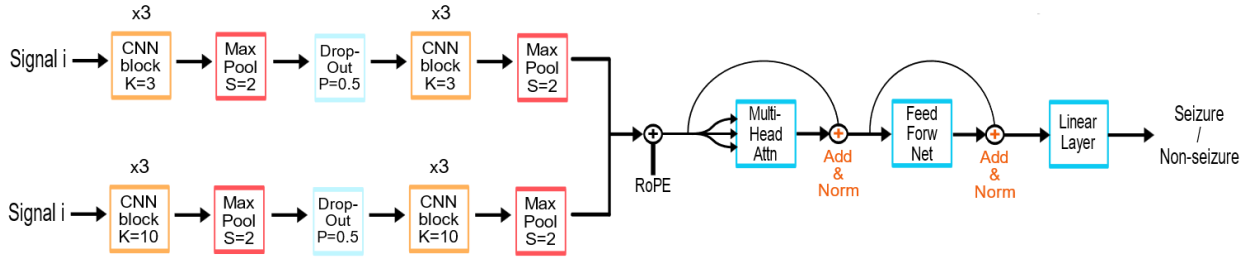 x3
x3
Signal i
CNN
block
K=3
Max
Pool
S=2
Drop-
Out
P=0.5
CNN
block
K=3
Max
Pool
S=2
RoPE
Multi-
Head
Attn
Add
&
Norm
Feed
Forw
Net
Add
&
Norm
Linear
Layer
Seizure
/
Non-seizure
x3
x3
Signal i
CNN
block
K=10
Max
Pool
S=2
Drop-
Out
P=0.5
CNN
block
K=10
Max
Pool
S=2